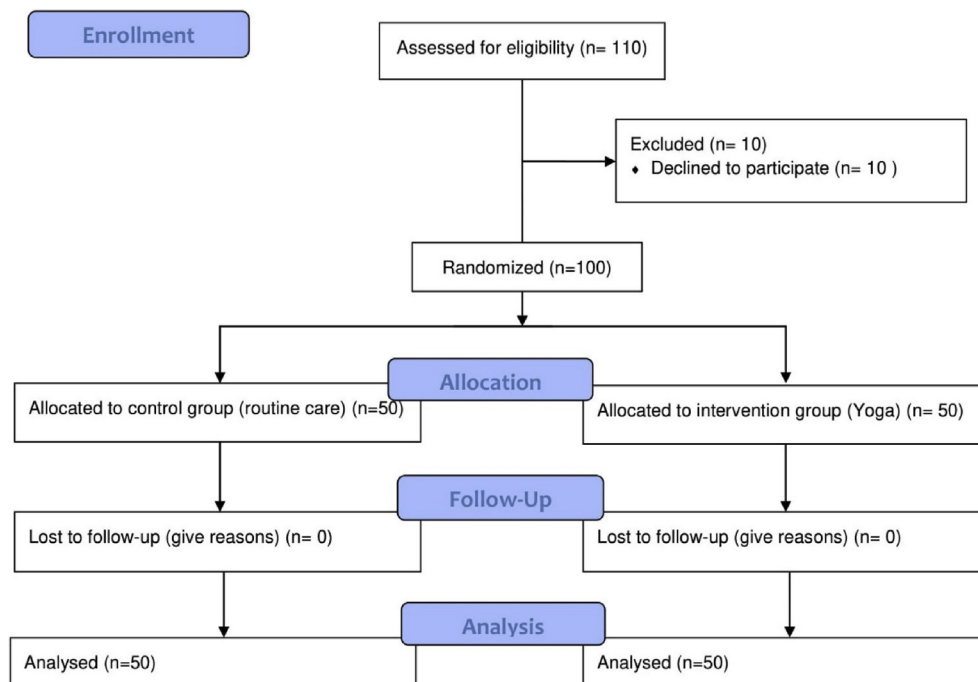 Enrollment
Assessed for eligibility (n= 110)
Excluded (n= 10)
♦ Declined to participate (n= 10 )
Randomized (n=100)
Allocation
Allocated to control group (routine care) (n=50)
Allocated to intervention group (Yoga) (n= 50)
Follow-Up
Lost to follow-up (give reasons) (n= 0)
Lost to follow-up (give reasons) (n= 0)
Analysis
Analysed (n=50)
Analysed (n=50)